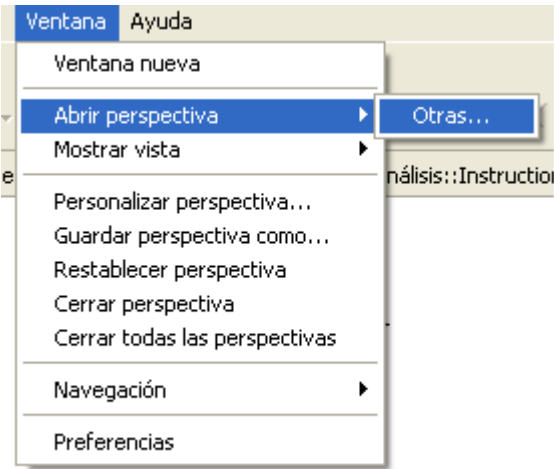 Ventana Ayuda
Ventana nueva
Abrir perspectiva Otras...
Mostrar vista
nálisis::Instruction
Personalizar perspectiva...
Guardar perspectiva como...
Restablecer perspectiva
Cerrar perspectiva
Cerrar todas las perspectivas
Navegación
Preferencias